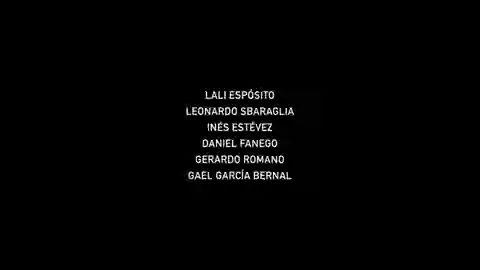 LALI ESPÓSITO
LEONARDO SBARAGLIA
INÉS ESTÉVEZ
DANIEL FANEGO
GERARDO ROMANO
GAEL GARCÍA BERNAL